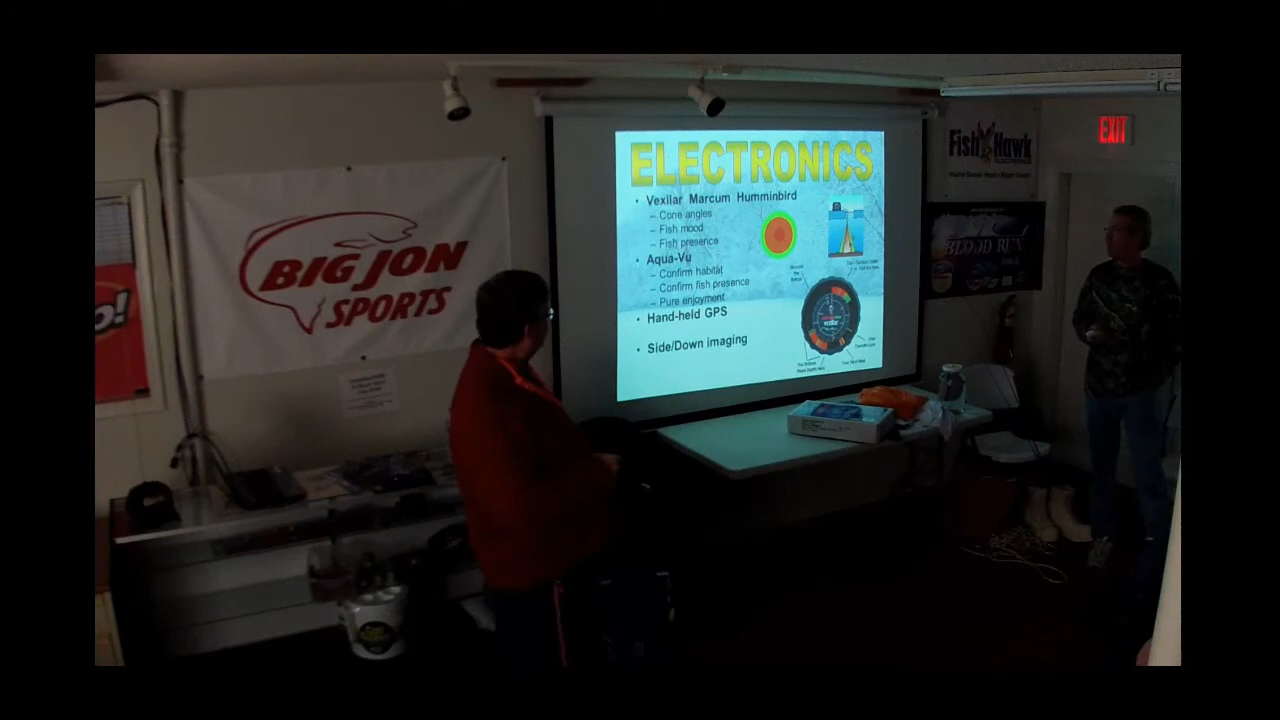 ELECTRONICS
• Vexilar Marcum Humminbird
– Cone angles
– Fish mood
– Fish presence
• Aqua-Vu
– Confirm habitat
– Confirm fish presence
– Pure enjoyment
• Hand-held GPS
• Side/Down imaging
BIG JON
SPORTS
Fish Hawk
ELECTRONICS
BLOOD RUN
EXIT
o!